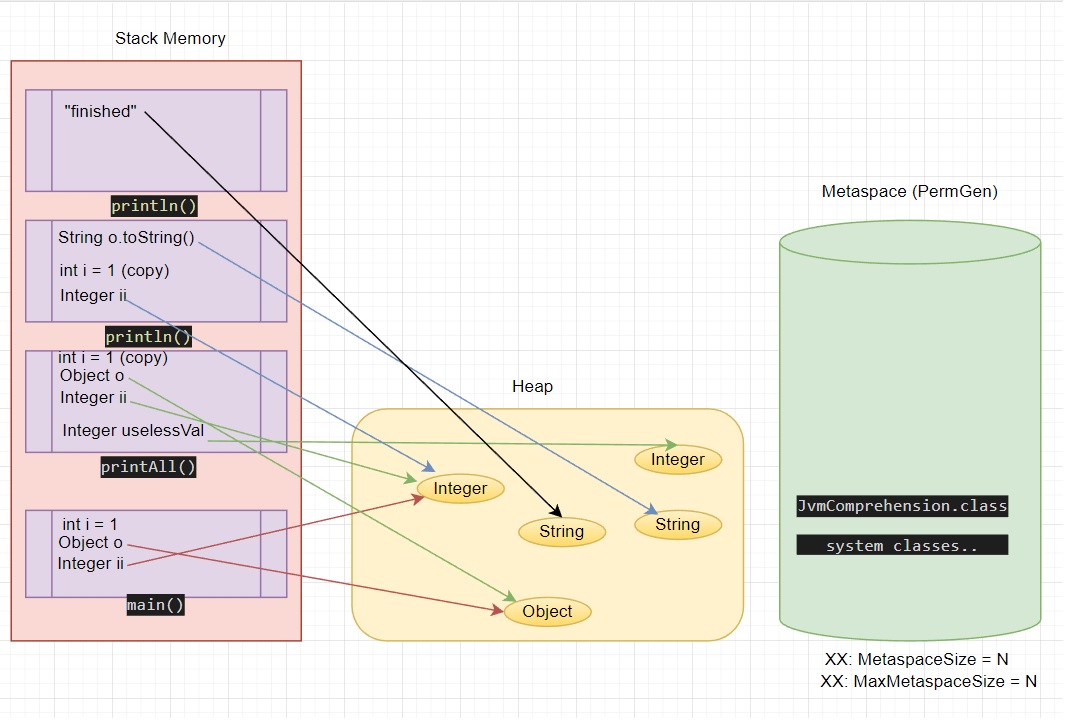 Stack Memory
"finished"
println()
String o.toString()
int i = 1 (copy)
Integer ii
println()
int i = 1 (copy)
Object o
Integer ii
Integer uselessVal
printAll()
int i = 1
Object o
Integer ii
main()
Heap
Integer
Integer
String
String
Object
Metaspace (PermGen)
JvmComprehension.class
system classes..
XX: MetaspaceSize = N
XX: MaxMetaspaceSize = N